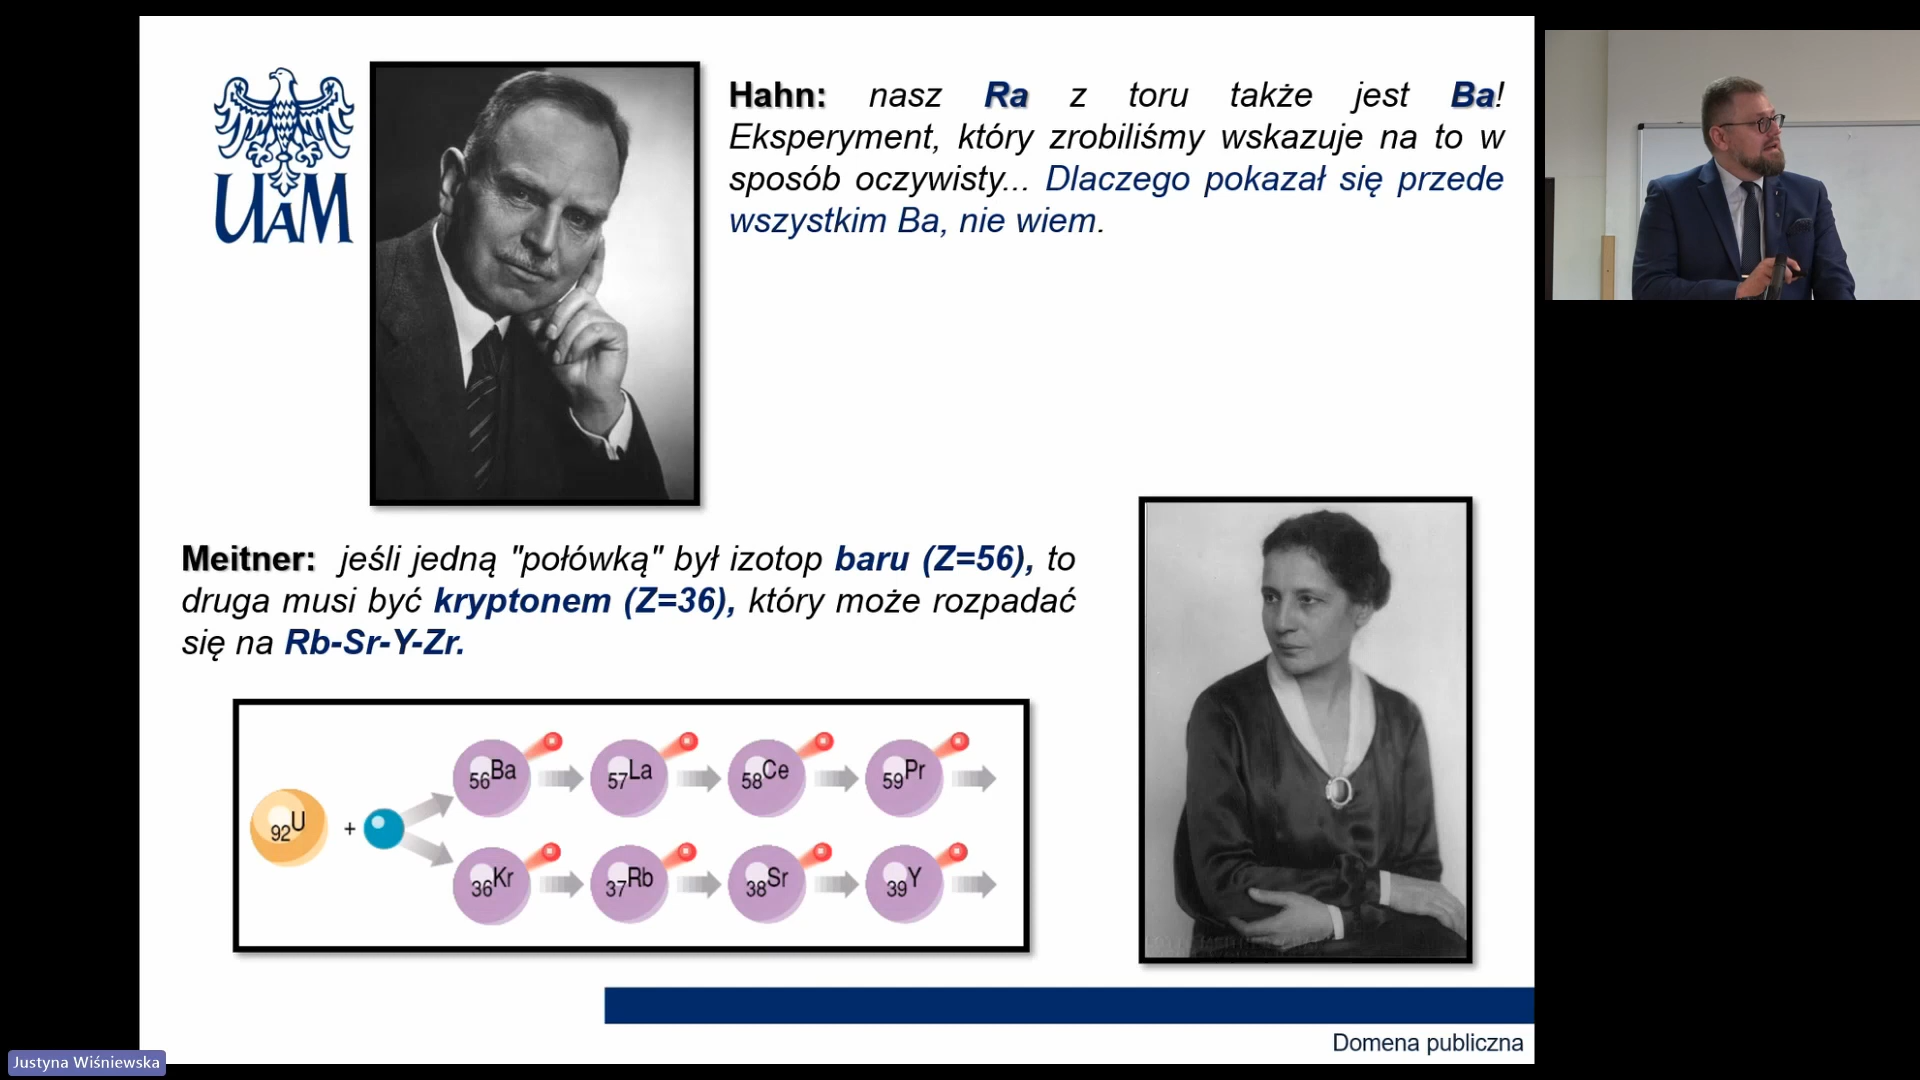 UAM
Hahn: nasz Ra z toru także jest Ba!
Eksperyment, który zrobiliśmy wskazuje na to w
sposób oczywisty... Dlaczego pokazał się przede
wszystkim Ba, nie wiem.
Meitner: jeśli jedną "połówką" był izotop baru (Z=56), to
druga musi być kryptonem (Z=36), który może rozpadać
się na Rb-Sr-Y-Zr.
56Ba 57La 58Ce 59Pr
92U +
36Kr 37Rb 38Sr 39Y
Domena publiczna
Justyna Wiśniewska